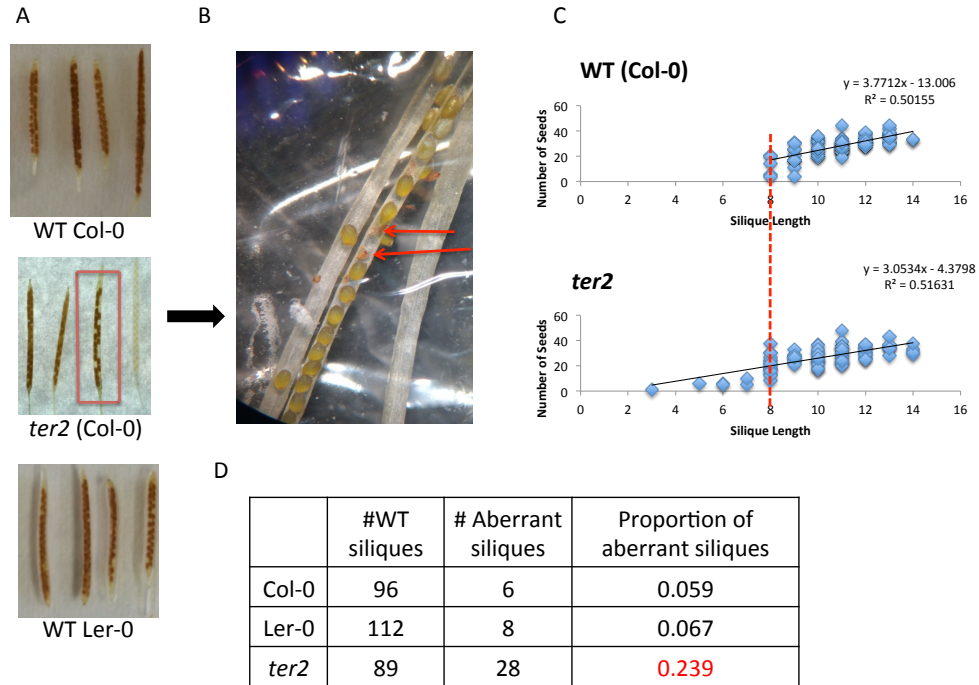 A
B
C
WT Col-0
ter2 (Col-0)
WT Ler-0
WT (Col-0)
y = 3.7712x - 13.006
R² = 0.50155
Number of Seeds
60
40
20
0
0 2 4 6 8 10 12 14 16
Silique Length
ter2
y = 3.0534x - 4.3798
R² = 0.51631
Number of Seeds
60
40
20
0
0 2 4 6 8 10 12 14 16
Silique Length
D
#WT siliques
# Aberrant siliques
Proportion of aberrant siliques
Col-0 96 6 0.059
Ler-0 112 8 0.067
ter2 89 28 0.239